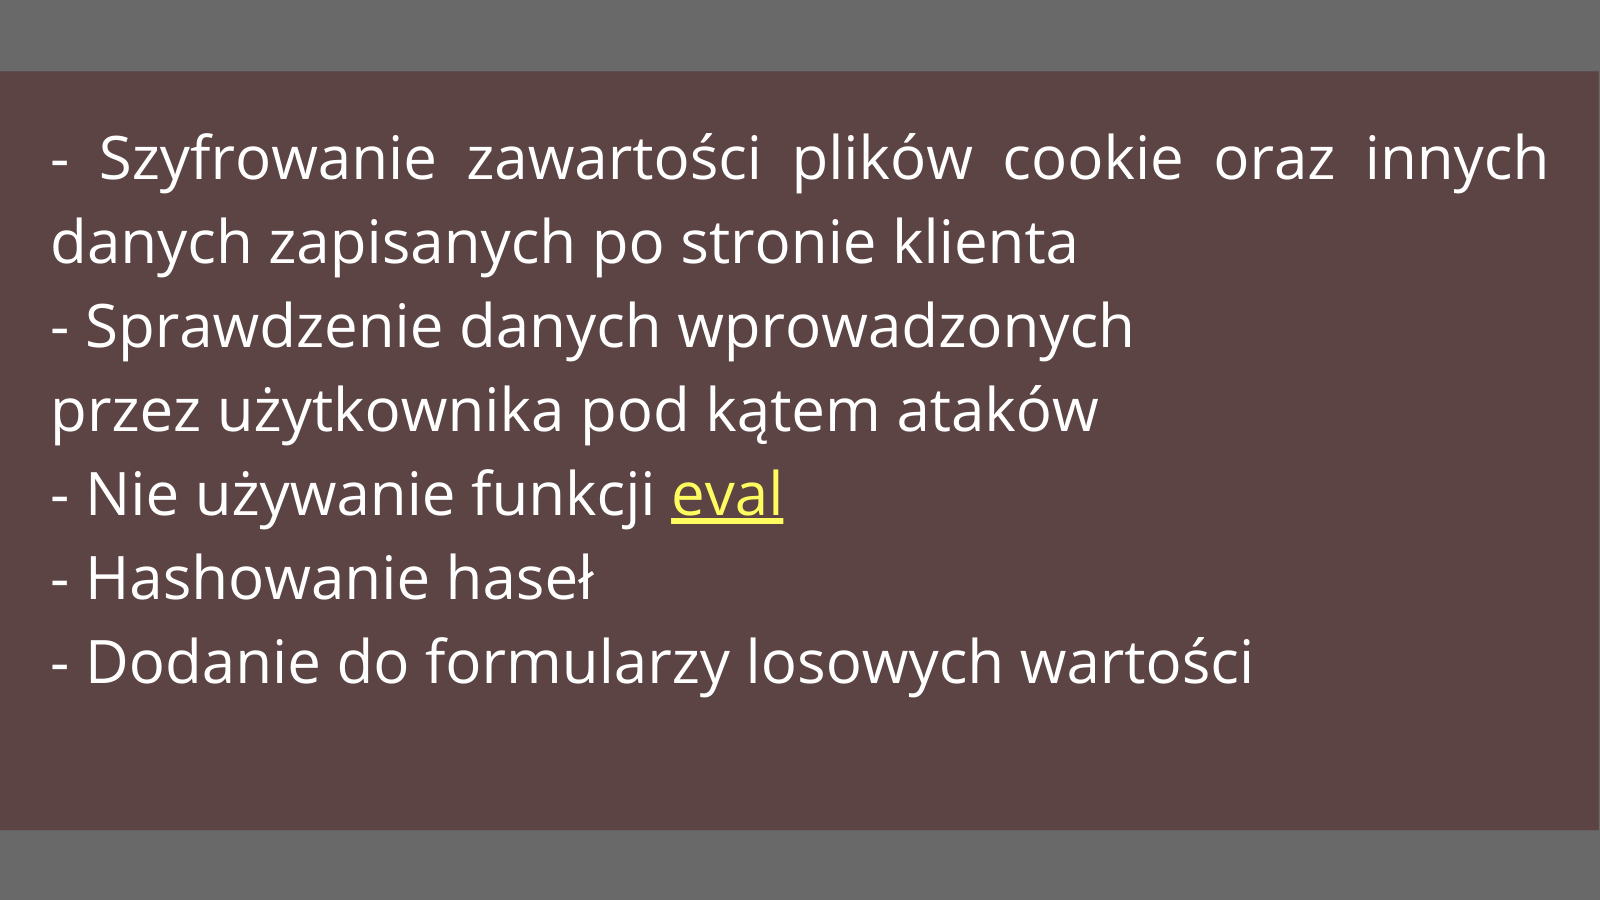 - Szyfrowanie zawartości plików cookie oraz innych
danych zapisanych po stronie klienta
- Sprawdzenie danych wprowadzonych
przez użytkownika pod kątem ataków
- Nie używanie funkcji eval
- Hashowanie haseł
- Dodanie do formularzy losowych wartości